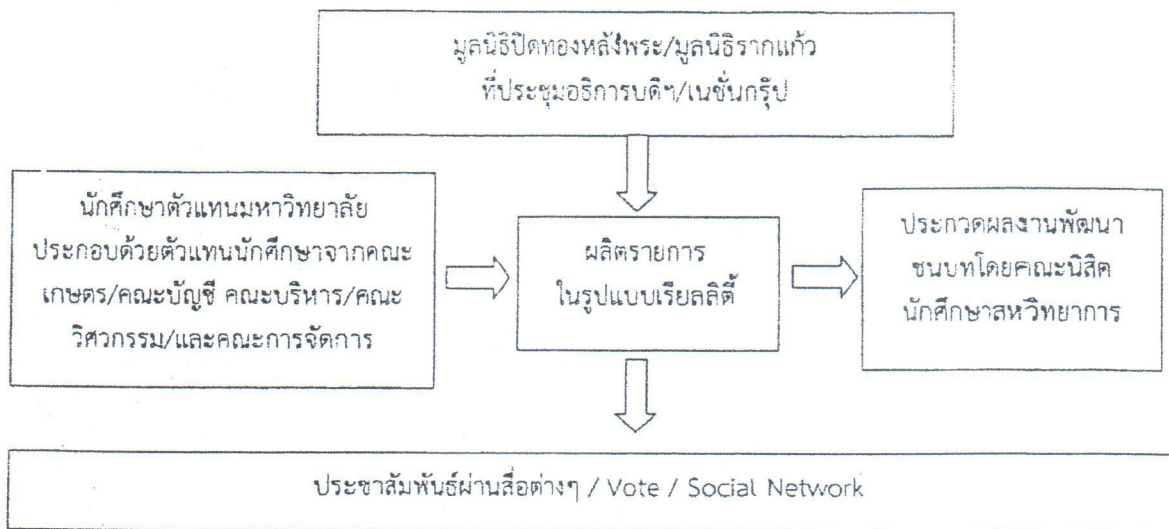 มูลนิธิปิดทองหลังพระ/มูลนิธิรากแก้ว
ที่ประชุมอธิการบดีฯ/เนชั่นกรุ๊ป
นักศึกษาตัวแทนมหาวิทยาลัย
ประกอบด้วยตัวแทนนักศึกษาจากคณะ
เกษตร/คณะบัญชี คณะบริหาร/คณะ
วิศวกรรม/และคณะการจัดการ
ผลิตรายการ
ในรูปแบบเรียลลิตี้
ประกวดผลงานพัฒนา
ชนบทโดยคณะนิสิต
นักศึกษาสหวิทยาการ
ประชาสัมพันธ์ผ่านสื่อต่างๆ / Vote / Social Network